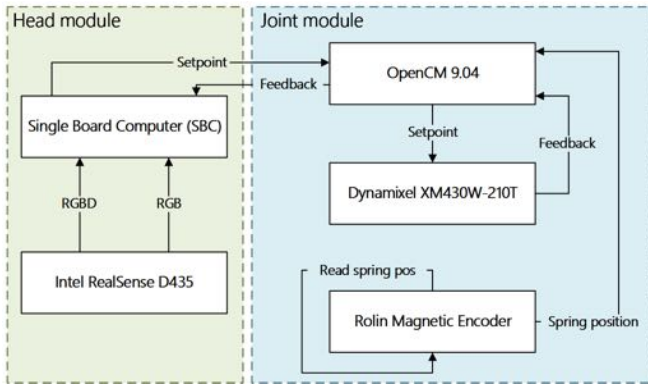 Head module
Joint module
Setpoint
OpenCM 9.04
Feedback
Single Board Computer (SBC)
Setpoint
Feedback
Dynamixel XM430W-210T
RGBD
RGB
Intel RealSense D435
Read spring pos
Rolin Magnetic Encoder
Spring position